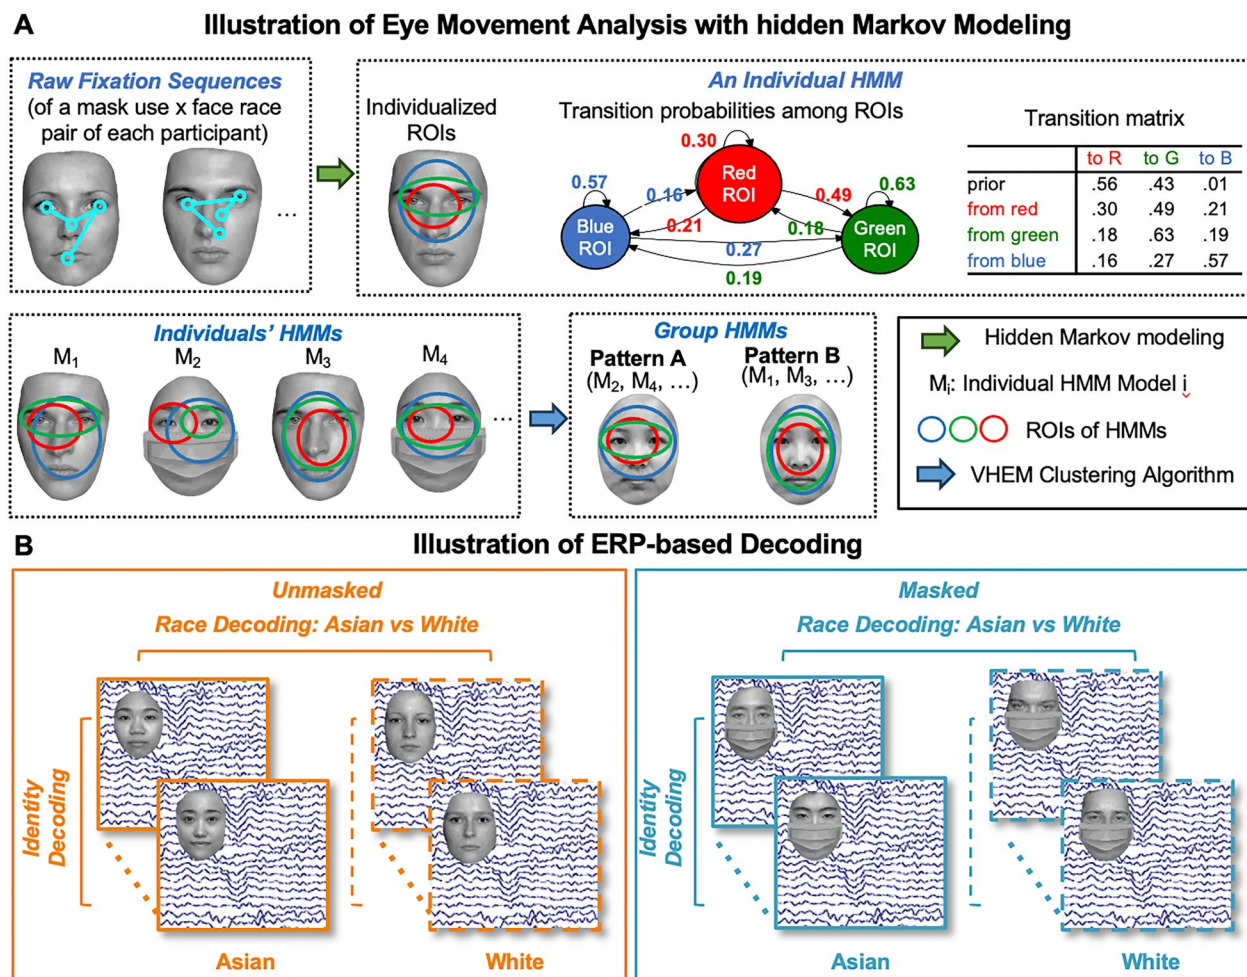 A
Illustration of Eye Movement Analysis with hidden Markov Modeling
Raw Fixation Sequences
(of a mask use x face race
pair of each participant)
...
Individualized
ROIs
An Individual HMM
Transition probabilities among ROIs
0.30
Red
ROI
0.57
0.16
0.49
0.63
Blue
ROI
0.21
0.18
Green
ROI
0.27
0.19
Transition matrix
to R to G to B
prior .56 .43 .01
from red .30 .49 .21
from green .18 .63 .19
from blue .16 .27 .57
Individuals' HMMs
M1 M2 M3 M4
...
Group HMMs
Pattern A
(M2, M4, ...)
Pattern B
(M1, M3, ...)
Hidden Markov modeling
Mi: Individual HMM Model i
ROIs of HMMs
VHEM Clustering Algorithm
B
Illustration of ERP-based Decoding
Unmasked
Race Decoding: Asian vs White
Identity
Decoding
Asian
White
Masked
Race Decoding: Asian vs White
Identity
Decoding
Asian
White